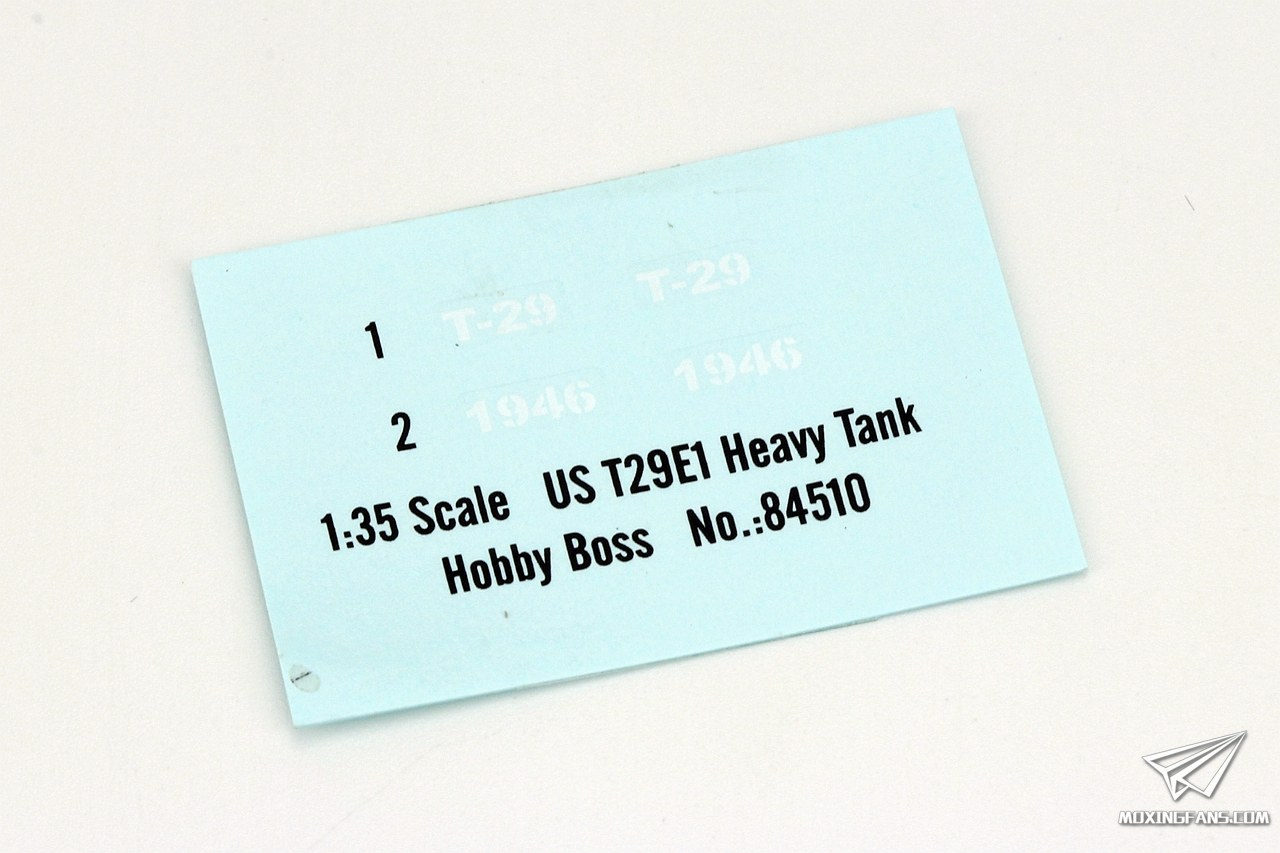 1 T-29 T-29
2 1946 1946
1:35 Scale US T29E1 Heavy Tank
Hobby Boss No.:84510
MOXINGFANS.COM